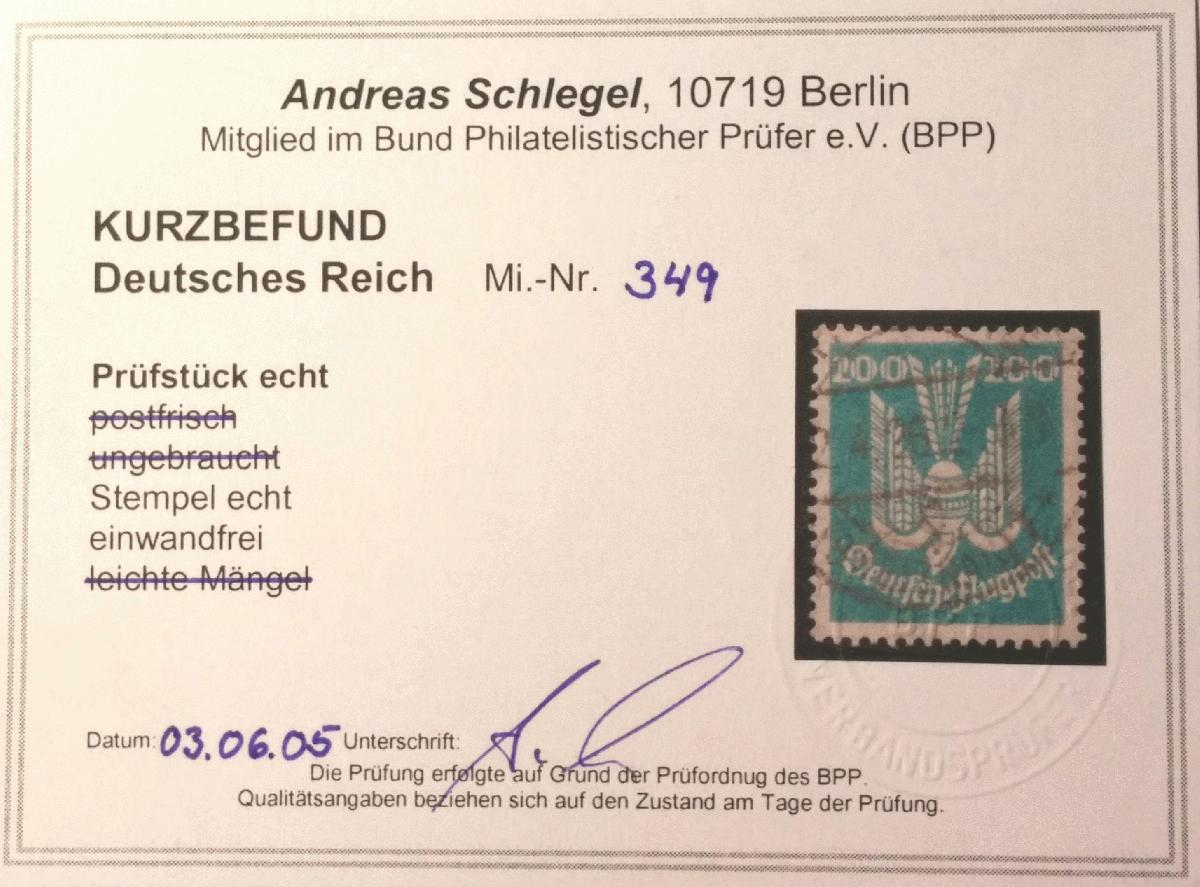 Andreas Schlegel, 10719 Berlin
Mitglied im Bund Philatelistischer Prüfer e.V. (BPP)
KURZBEFUND
Deutsches Reich Mi.-Nr. 349
Prüfstück echt
postfrisch
ungebraucht
Stempel echt
einwandfrei
leichte Mängel
200 200
Deutsche Flugpost
VERBANDSPRÜFER
Datum: 03.06.05 Unterschrift:
Die Prüfung erfolgte auf Grund der Prüfordnug des BPP.
Qualitätsangaben beziehen sich auf den Zustand am Tage der Prüfung.